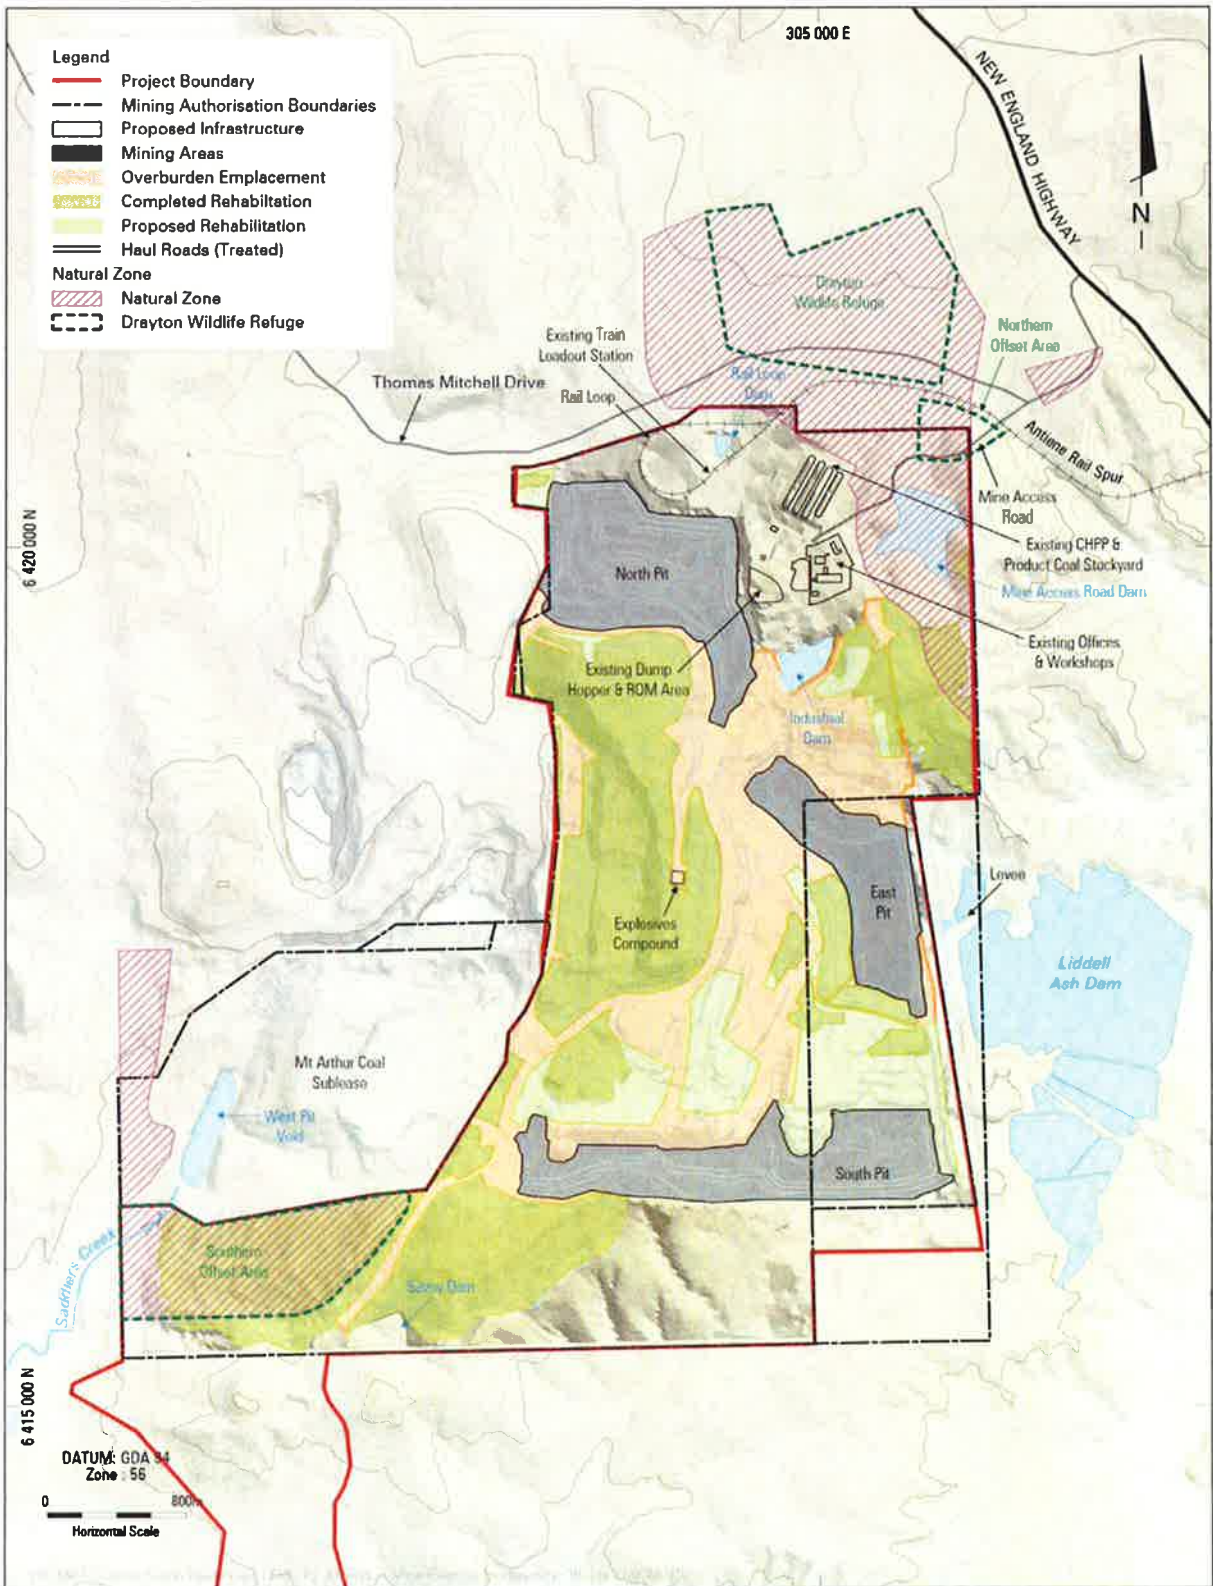 305 000 E
NEW ENGLAND HIGHWAY
N
Legend
Project Boundary
Mining Authorisation Boundaries
Proposed Infrastructure
Mining Areas
Overburden Emplacement
Completed Rehabiltation
Proposed Rehabilitation
Haul Roads (Treated)
Natural Zone
Natural Zone
Drayton Wildlife Refuge
Drayton
Wildlife Refuge
Northern
Offset Area
Existing Train
Loadout Station
Rail Loop
Dam
Thomas Mitchell Drive
Rail Loop
Antiene Rail Spur
Mine Access
Road
6 420 000 N
Existing CHPP &
Product Coal Stockyard
North Pit
Mine Access Road Dam
Existing Offices
& Workshops
Existing Dump
Hopper & ROM Area
Industrial
Dam
Levee
East
Pit
Explosives
Compound
Liddell
Ash Dam
Mt Arthur Coal
Sublease
West Pit
Void
South Pit
Saddlers Creek
Southern
Offset Area
Savoy Dam
6 415 000 N
DATUM: GDA 94
Zone : 56
0 800m
Horizontal Scale